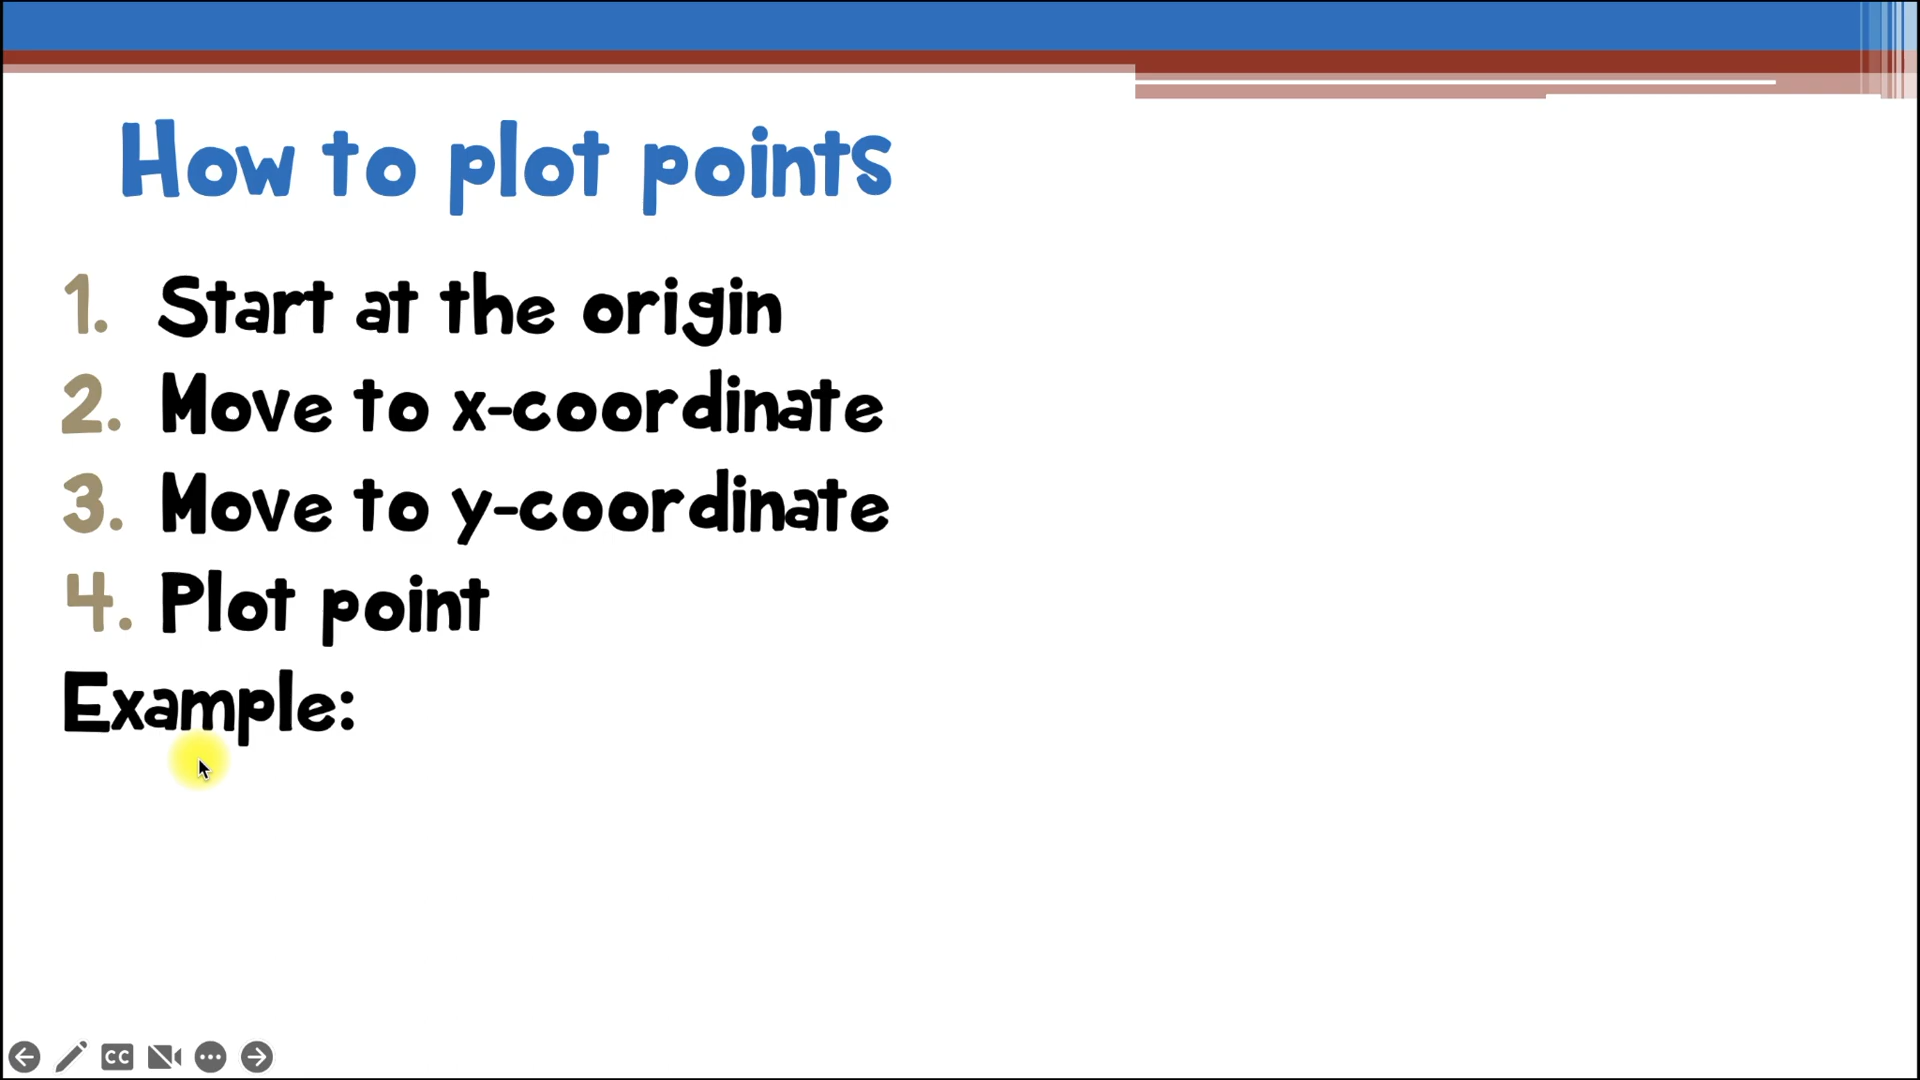 How to plot points
1. Start at the origin
2. Move to x-coordinate
3. Move to y-coordinate
4. Plot point
Example:
CC